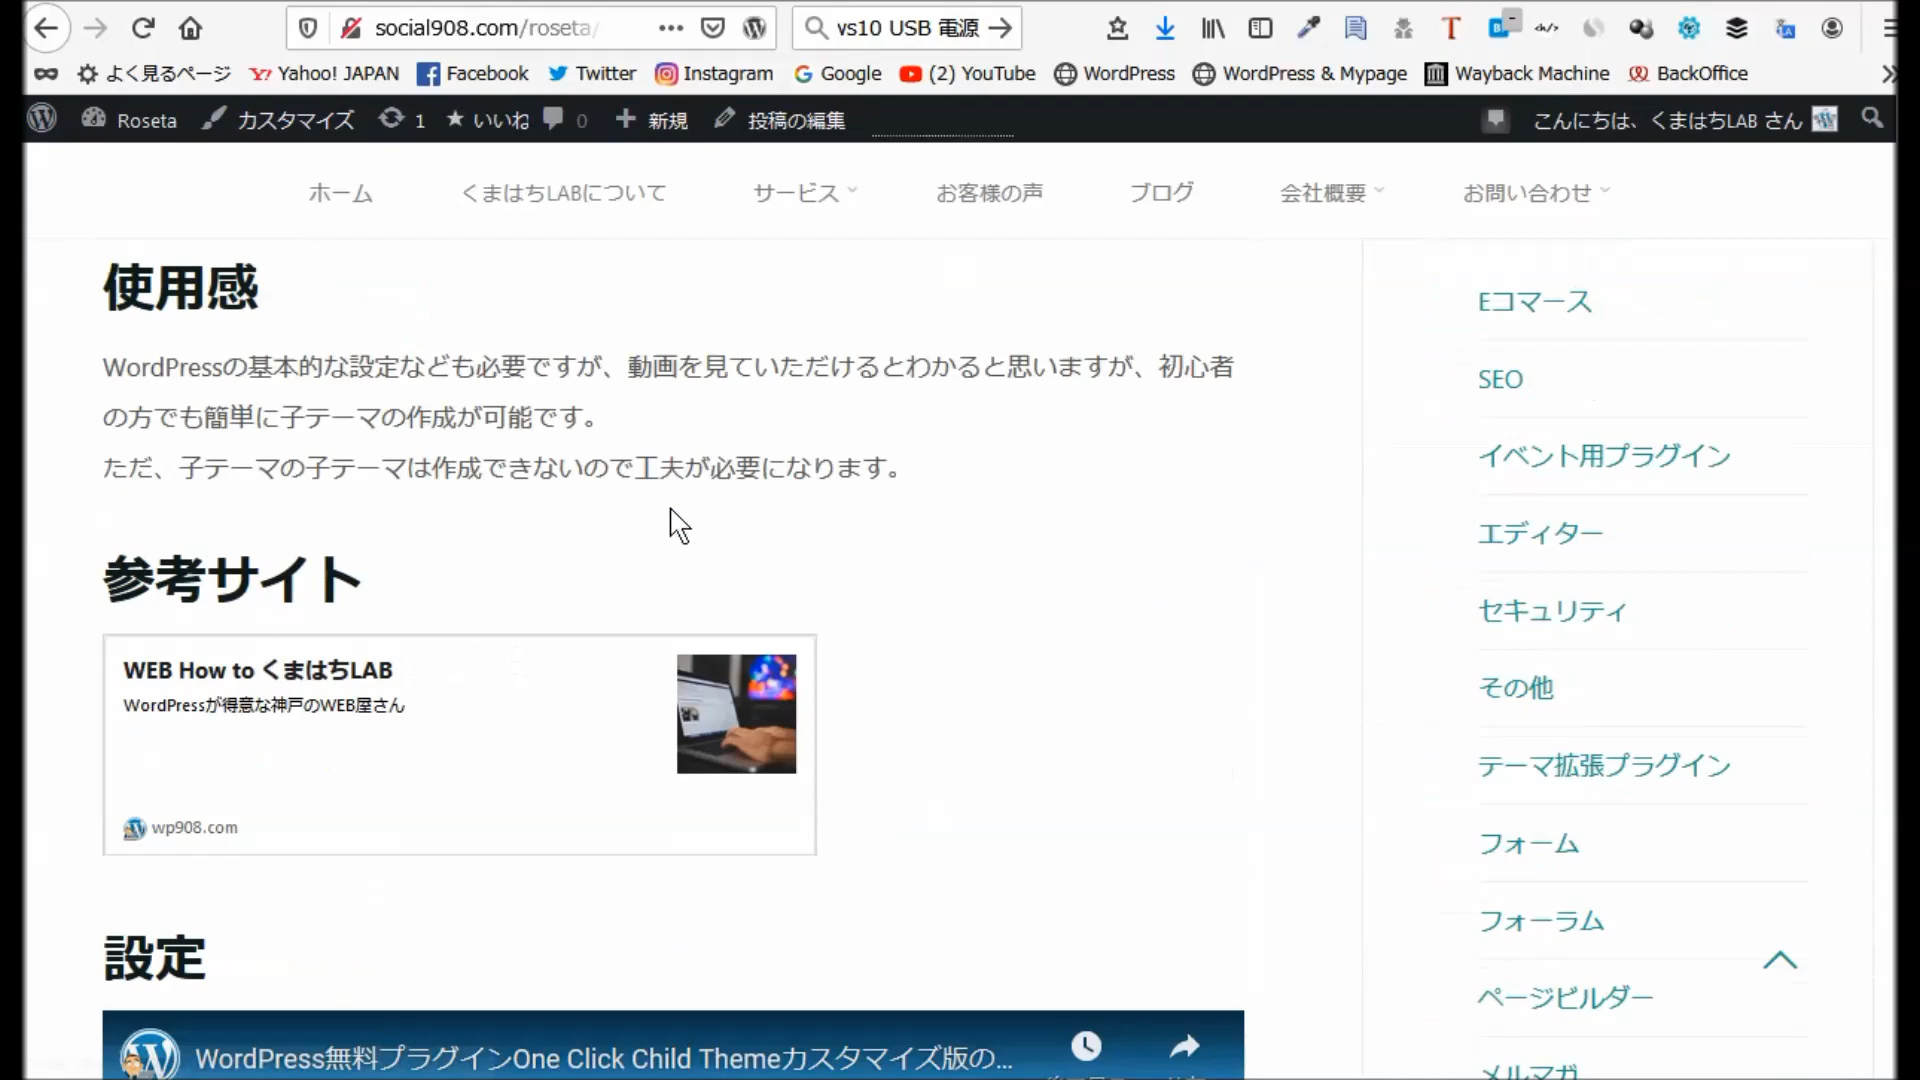 social908.com/roseta/
vs10 USB 電源
よく見るページ
Yahoo! JAPAN
Facebook
Twitter
Instagram
Google
(2) YouTube
WordPress
WordPress & Mypage
Wayback Machine
BackOffice
Roseta
カスタマイズ
1
いいね
0
新規
投稿の編集
こんにちは、くまはちLAB さん
ホーム
くまはちLABについて
サービス
お客様の声
ブログ
会社概要
お問い合わせ
使用感
WordPressの基本的な設定なども必要ですが、動画を見ていただけるとわかると思いますが、初心者
の方でも簡単に子テーマの作成が可能です。
ただ、子テーマの子テーマは作成できないので工夫が必要になります。
参考サイト
WEB How to くまはちLAB
WordPressが得意な神戸のWEB屋さん
wp908.com
設定
WordPress無料プラグインOne Click Child Themeカスタマイズ版の...
Eコマース
SEO
イベント用プラグイン
エディター
セキュリティ
その他
テーマ拡張プラグイン
フォーム
フォーラム
ページビルダー
メルマガ